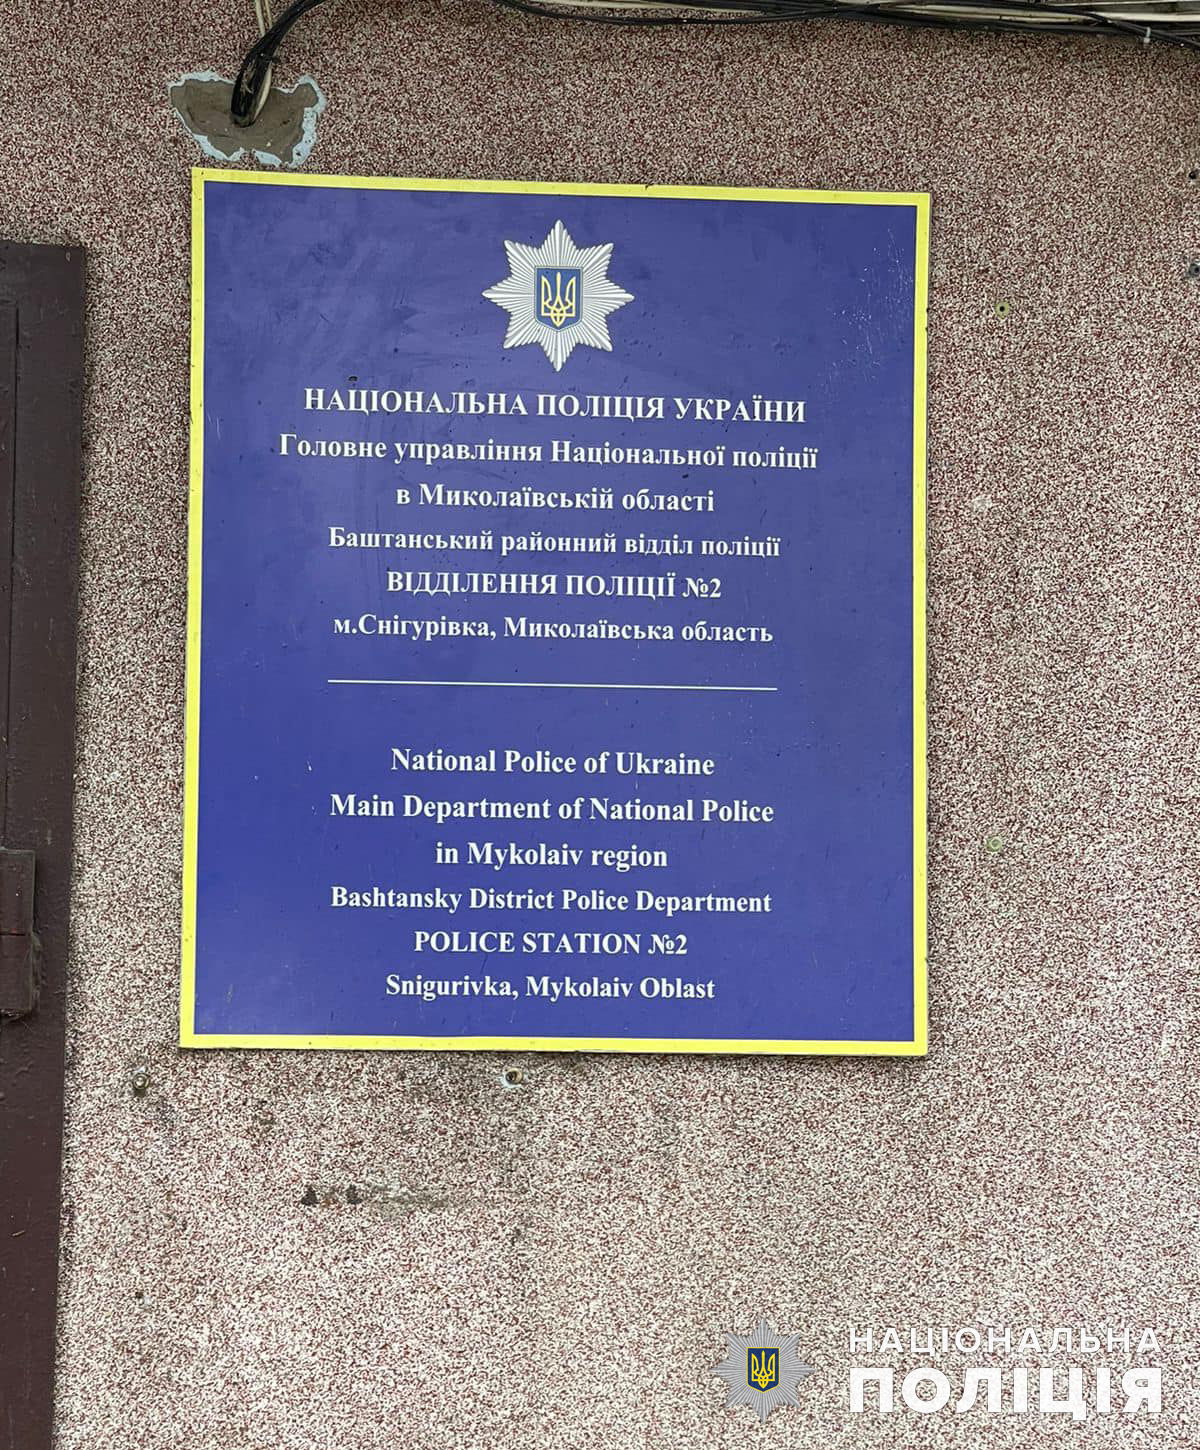 НАЦІОНАЛЬНА ПОЛІЦІЯ УКРАЇНИ
Головне управління Національної поліції
в Миколаївській області
Баштанський районний відділ поліції
ВІДДІЛЕННЯ ПОЛІЦІЇ №2
м.Снігурівка, Миколаївська область
National Police of Ukraine
Main Department of National Police
in Mykolaiv region
Bashtansky District Police Department
POLICE STATION №2
Snigurivka, Mykolaiv Oblast
НАЦІОНАЛЬНА
ПОЛІЦІЯ